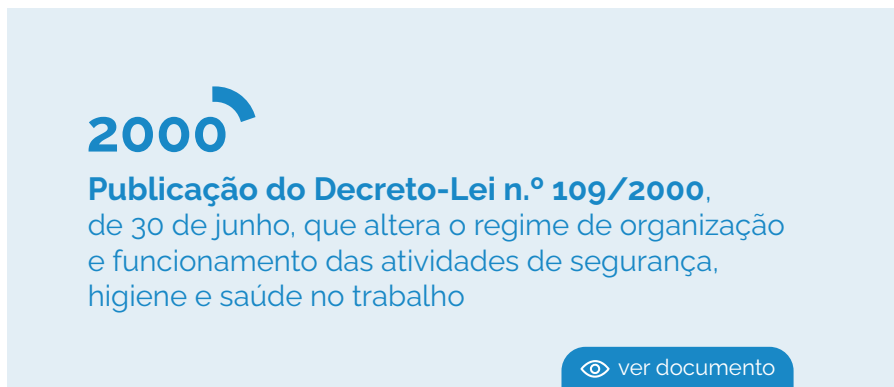 2000
Publicação do Decreto-Lei n.º 109/2000,
de 30 de junho, que altera o regime de organização
e funcionamento das atividades de segurança,
higiene e saúde no trabalho
ver documento